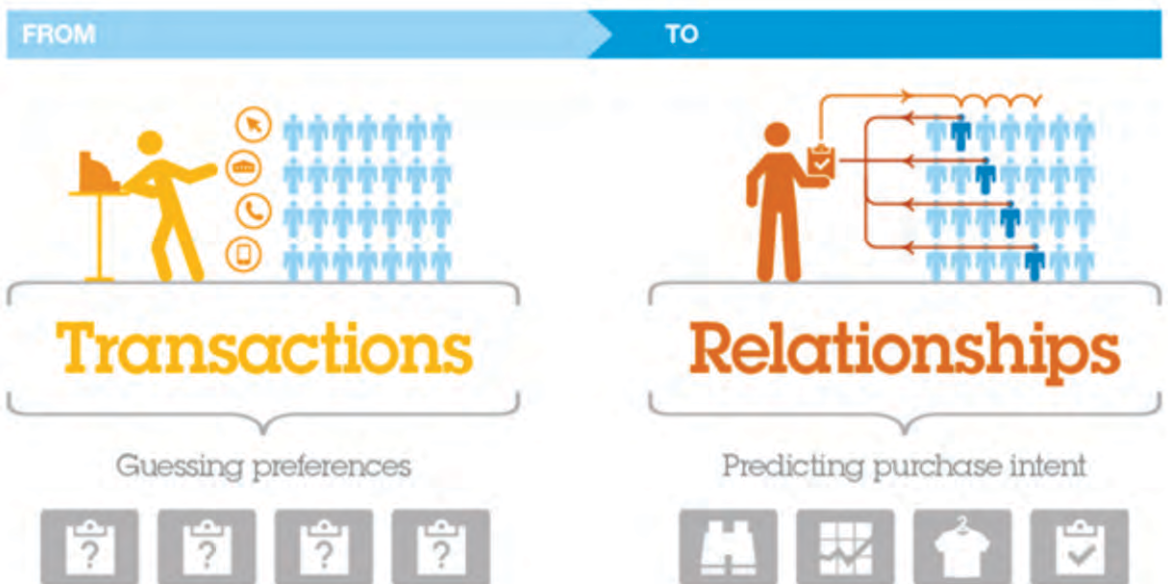 FROM
TO
Transactions
Relationships
Guessing preferences
Predicting purchase intent
? ? ? ?